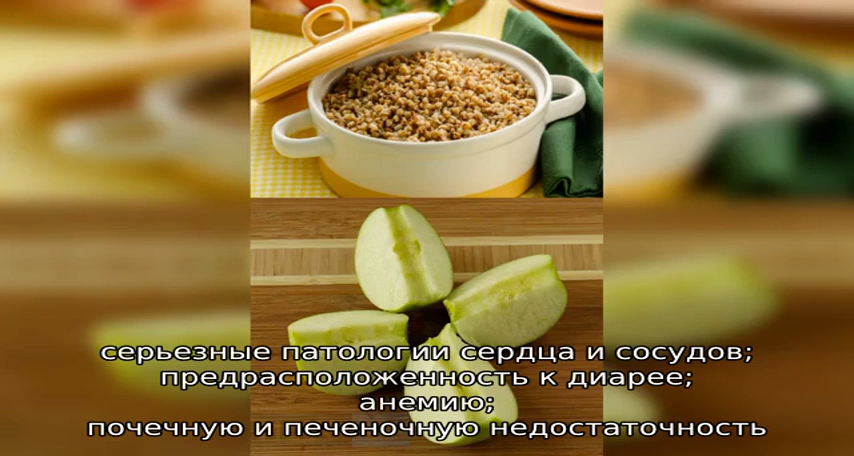 серьезные патологии сердца и сосудов;
предрасположенность к диарее;
анемию;
почечную и печеночную недостаточность